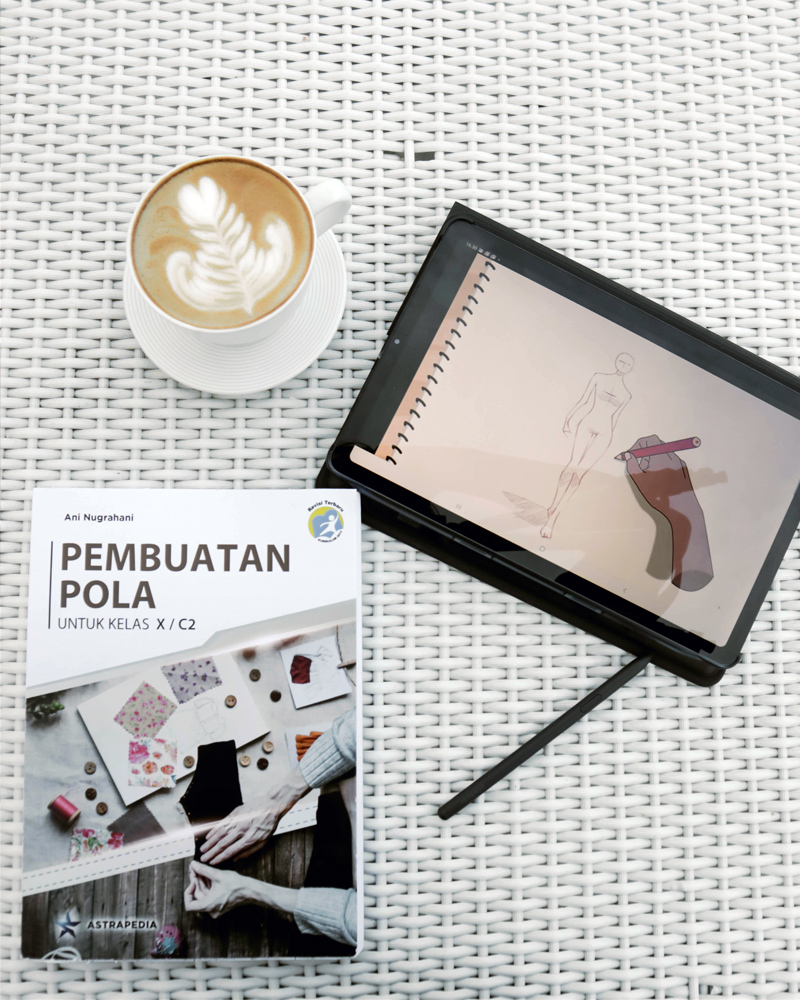 Ani Nugrahani
Revisi Terbaru
PEMBUATAN
POLA
UNTUK KELAS X / C2
ASTRAPEDIA